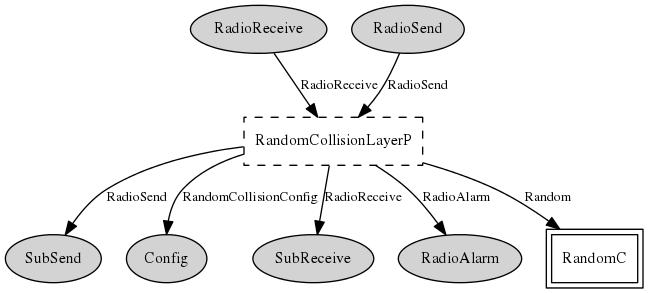 RadioReceive
RadioSend
RadioReceive
RadioSend
RandomCollisionLayerP
RadioSend
RandomCollisionConfig
RadioReceive
RadioAlarm
Random
SubSend
Config
SubReceive
RadioAlarm
RandomC